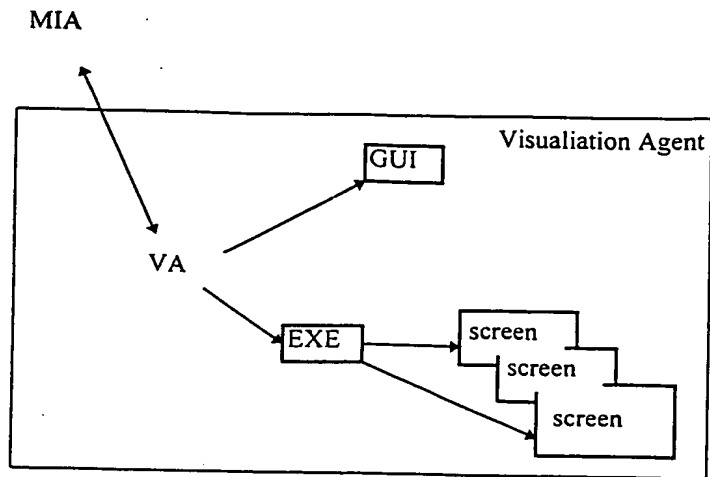 MIA
Visualiation Agent
GUI
VA
EXE
screen
screen
screen